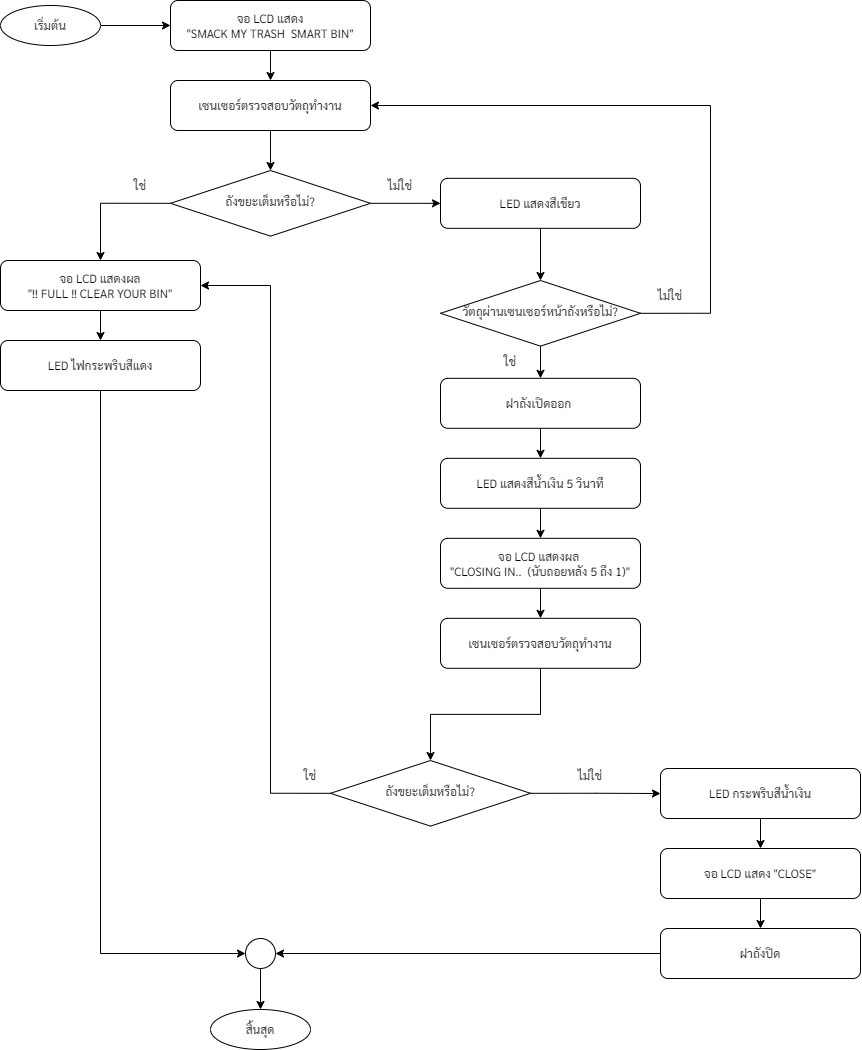 เริ่มต้น
จอ LCD แสดง
"SMACK MY TRASH  SMART BIN"
เซนเซอร์ตรวจสอบวัตถุทำงาน
ถังขยะเต็มหรือไม่?
ใช่
ไม่ใช่
LED แสดงสีเขียว
จอ LCD แสดงผล
"!! FULL !! CLEAR YOUR BIN"
LED ไฟกระพริบสีแดง
วัตถุผ่านเซนเซอร์หน้าถังหรือไม่?
ไม่ใช่
ใช่
ฝาถังเปิดออก
LED แสดงสีน้ำเงิน 5 วินาที
จอ LCD แสดงผล
"CLOSING IN..  (นับถอยหลัง 5 ถึง 1)"
เซนเซอร์ตรวจสอบวัตถุทำงาน
ถังขยะเต็มหรือไม่?
ใช่
ไม่ใช่
LED กระพริบสีน้ำเงิน
จอ LCD แสดง "CLOSE"
ฝาถังปิด
สิ้นสุด